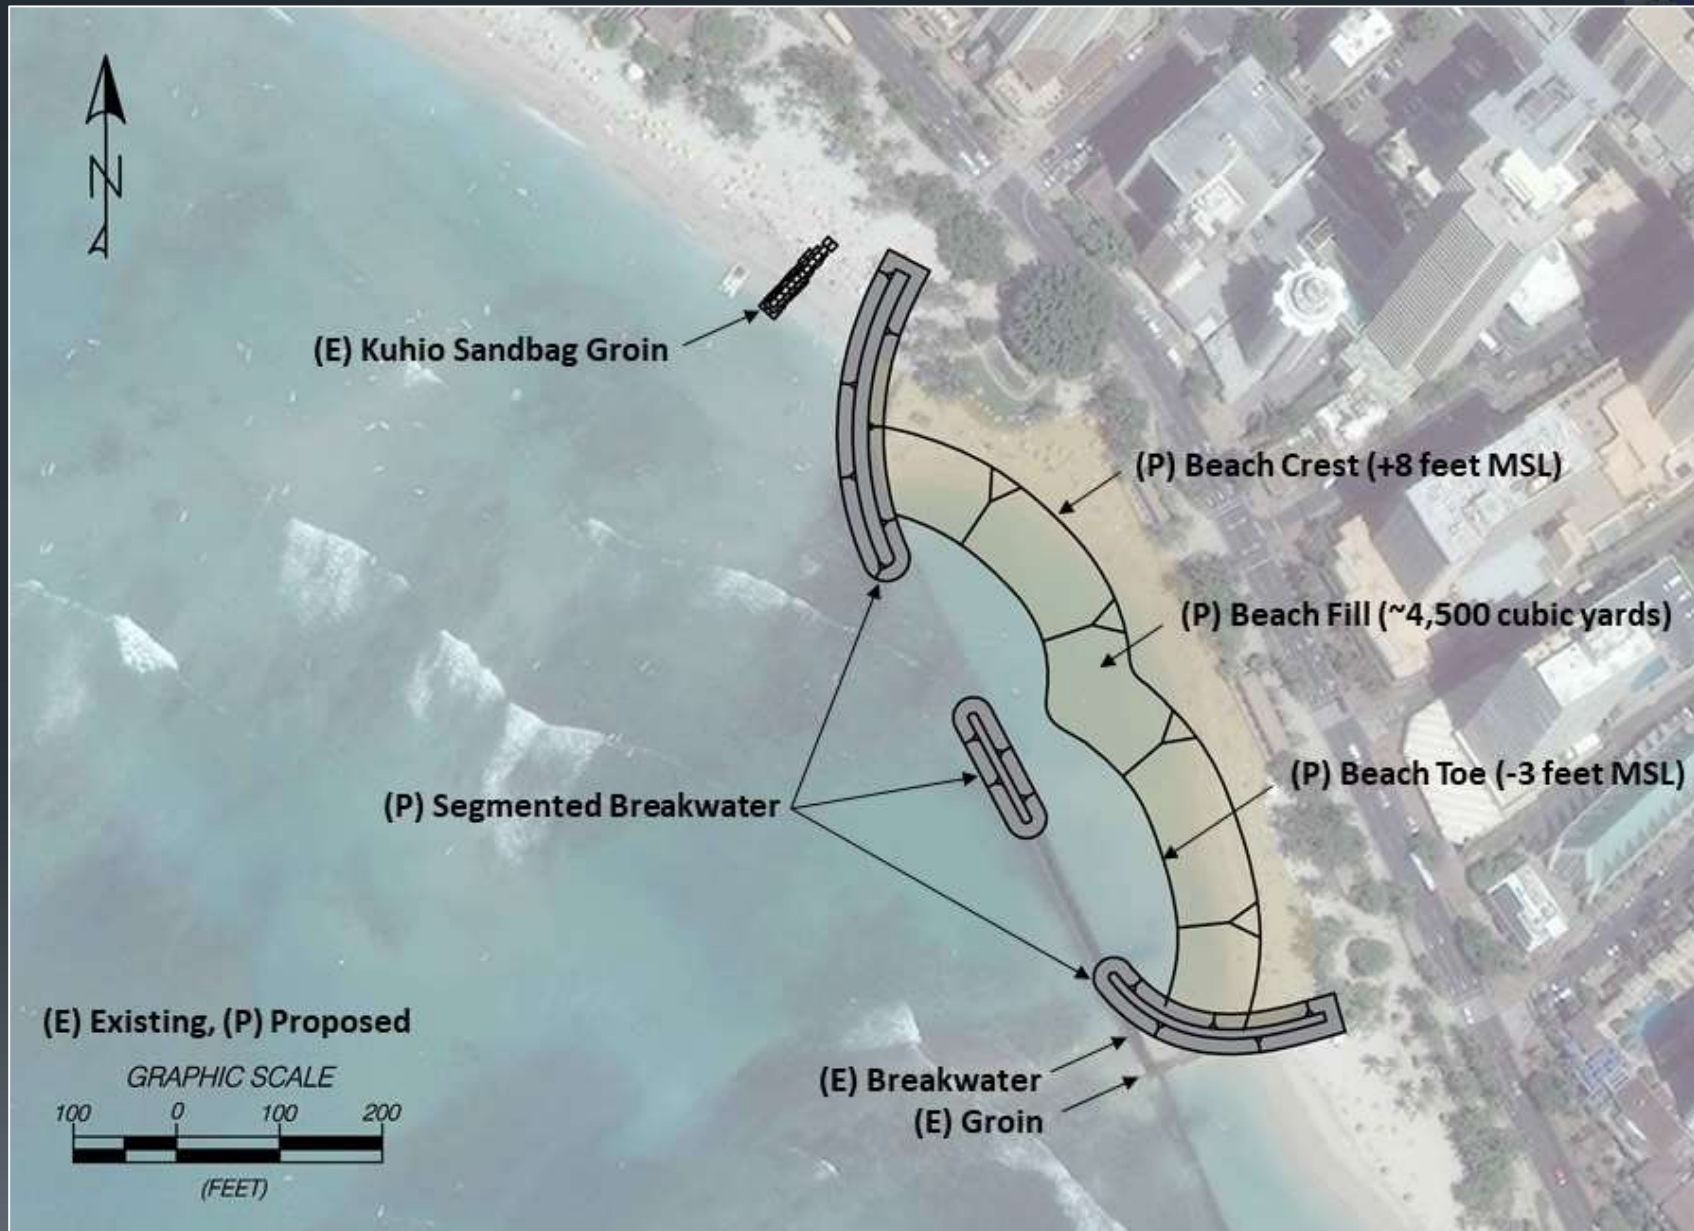 N
(E) Kuhio Sandbag Groin
(P) Beach Crest (+8 feet MSL)
(P) Beach Fill (~4,500 cubic yards)
(P) Beach Toe (-3 feet MSL)
(P) Segmented Breakwater
(E) Existing, (P) Proposed
GRAPHIC SCALE
100 0 100 200
(FEET)
(E) Breakwater
(E) Groin